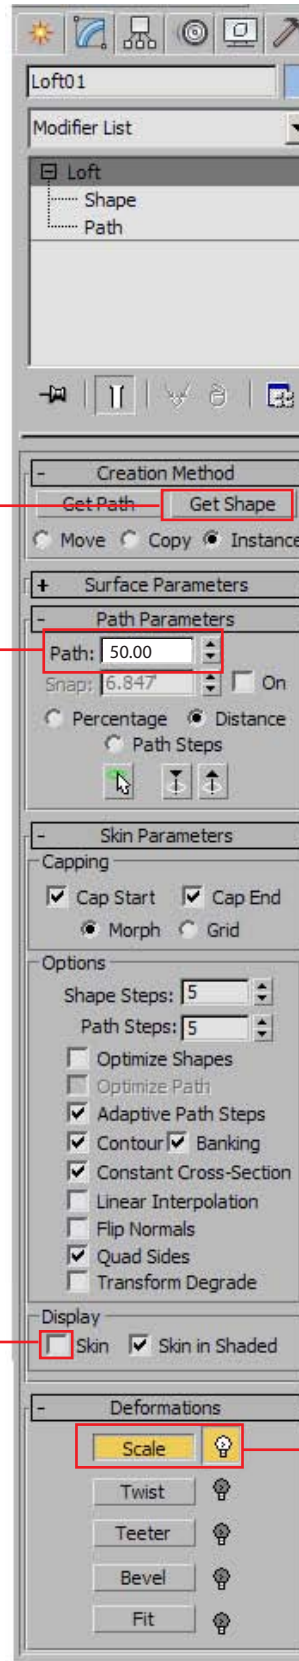 Loft01
Modifier List
Loft
Shape
Path
- Creation Method
Get Path Get Shape
Move Copy Instance
+ Surface Parameters
- Path Parameters
Path: 50.00
Snap: 6.847' On
Percentage Distance
Path Steps
- Skin Parameters
Capping
Cap Start Cap End
Morph Grid
Options
Shape Steps: 5
Path Steps: 5
Optimize Shapes
Optimize Path
Adaptive Path Steps
Contour Banking
Constant Cross-Section
Linear Interpolation
Flip Normals
Quad Sides
Transform Degrade
Display
Skin Skin in Shaded
- Deformations
Scale
Twist
Teeter
Bevel
Fit